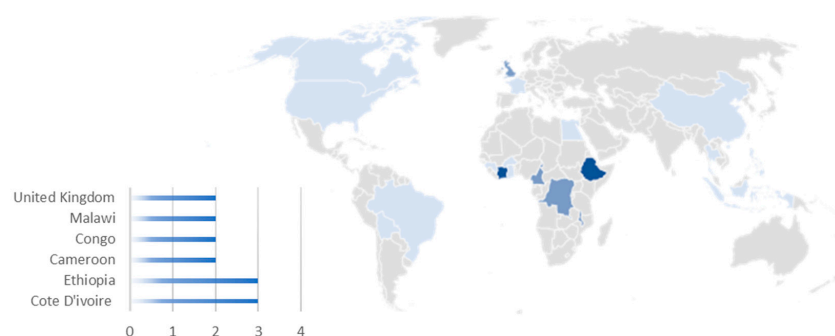 United Kingdom
Malawi
Congo
Cameroon
Ethiopia
Cote D'ivoire
0 1 2 3 4